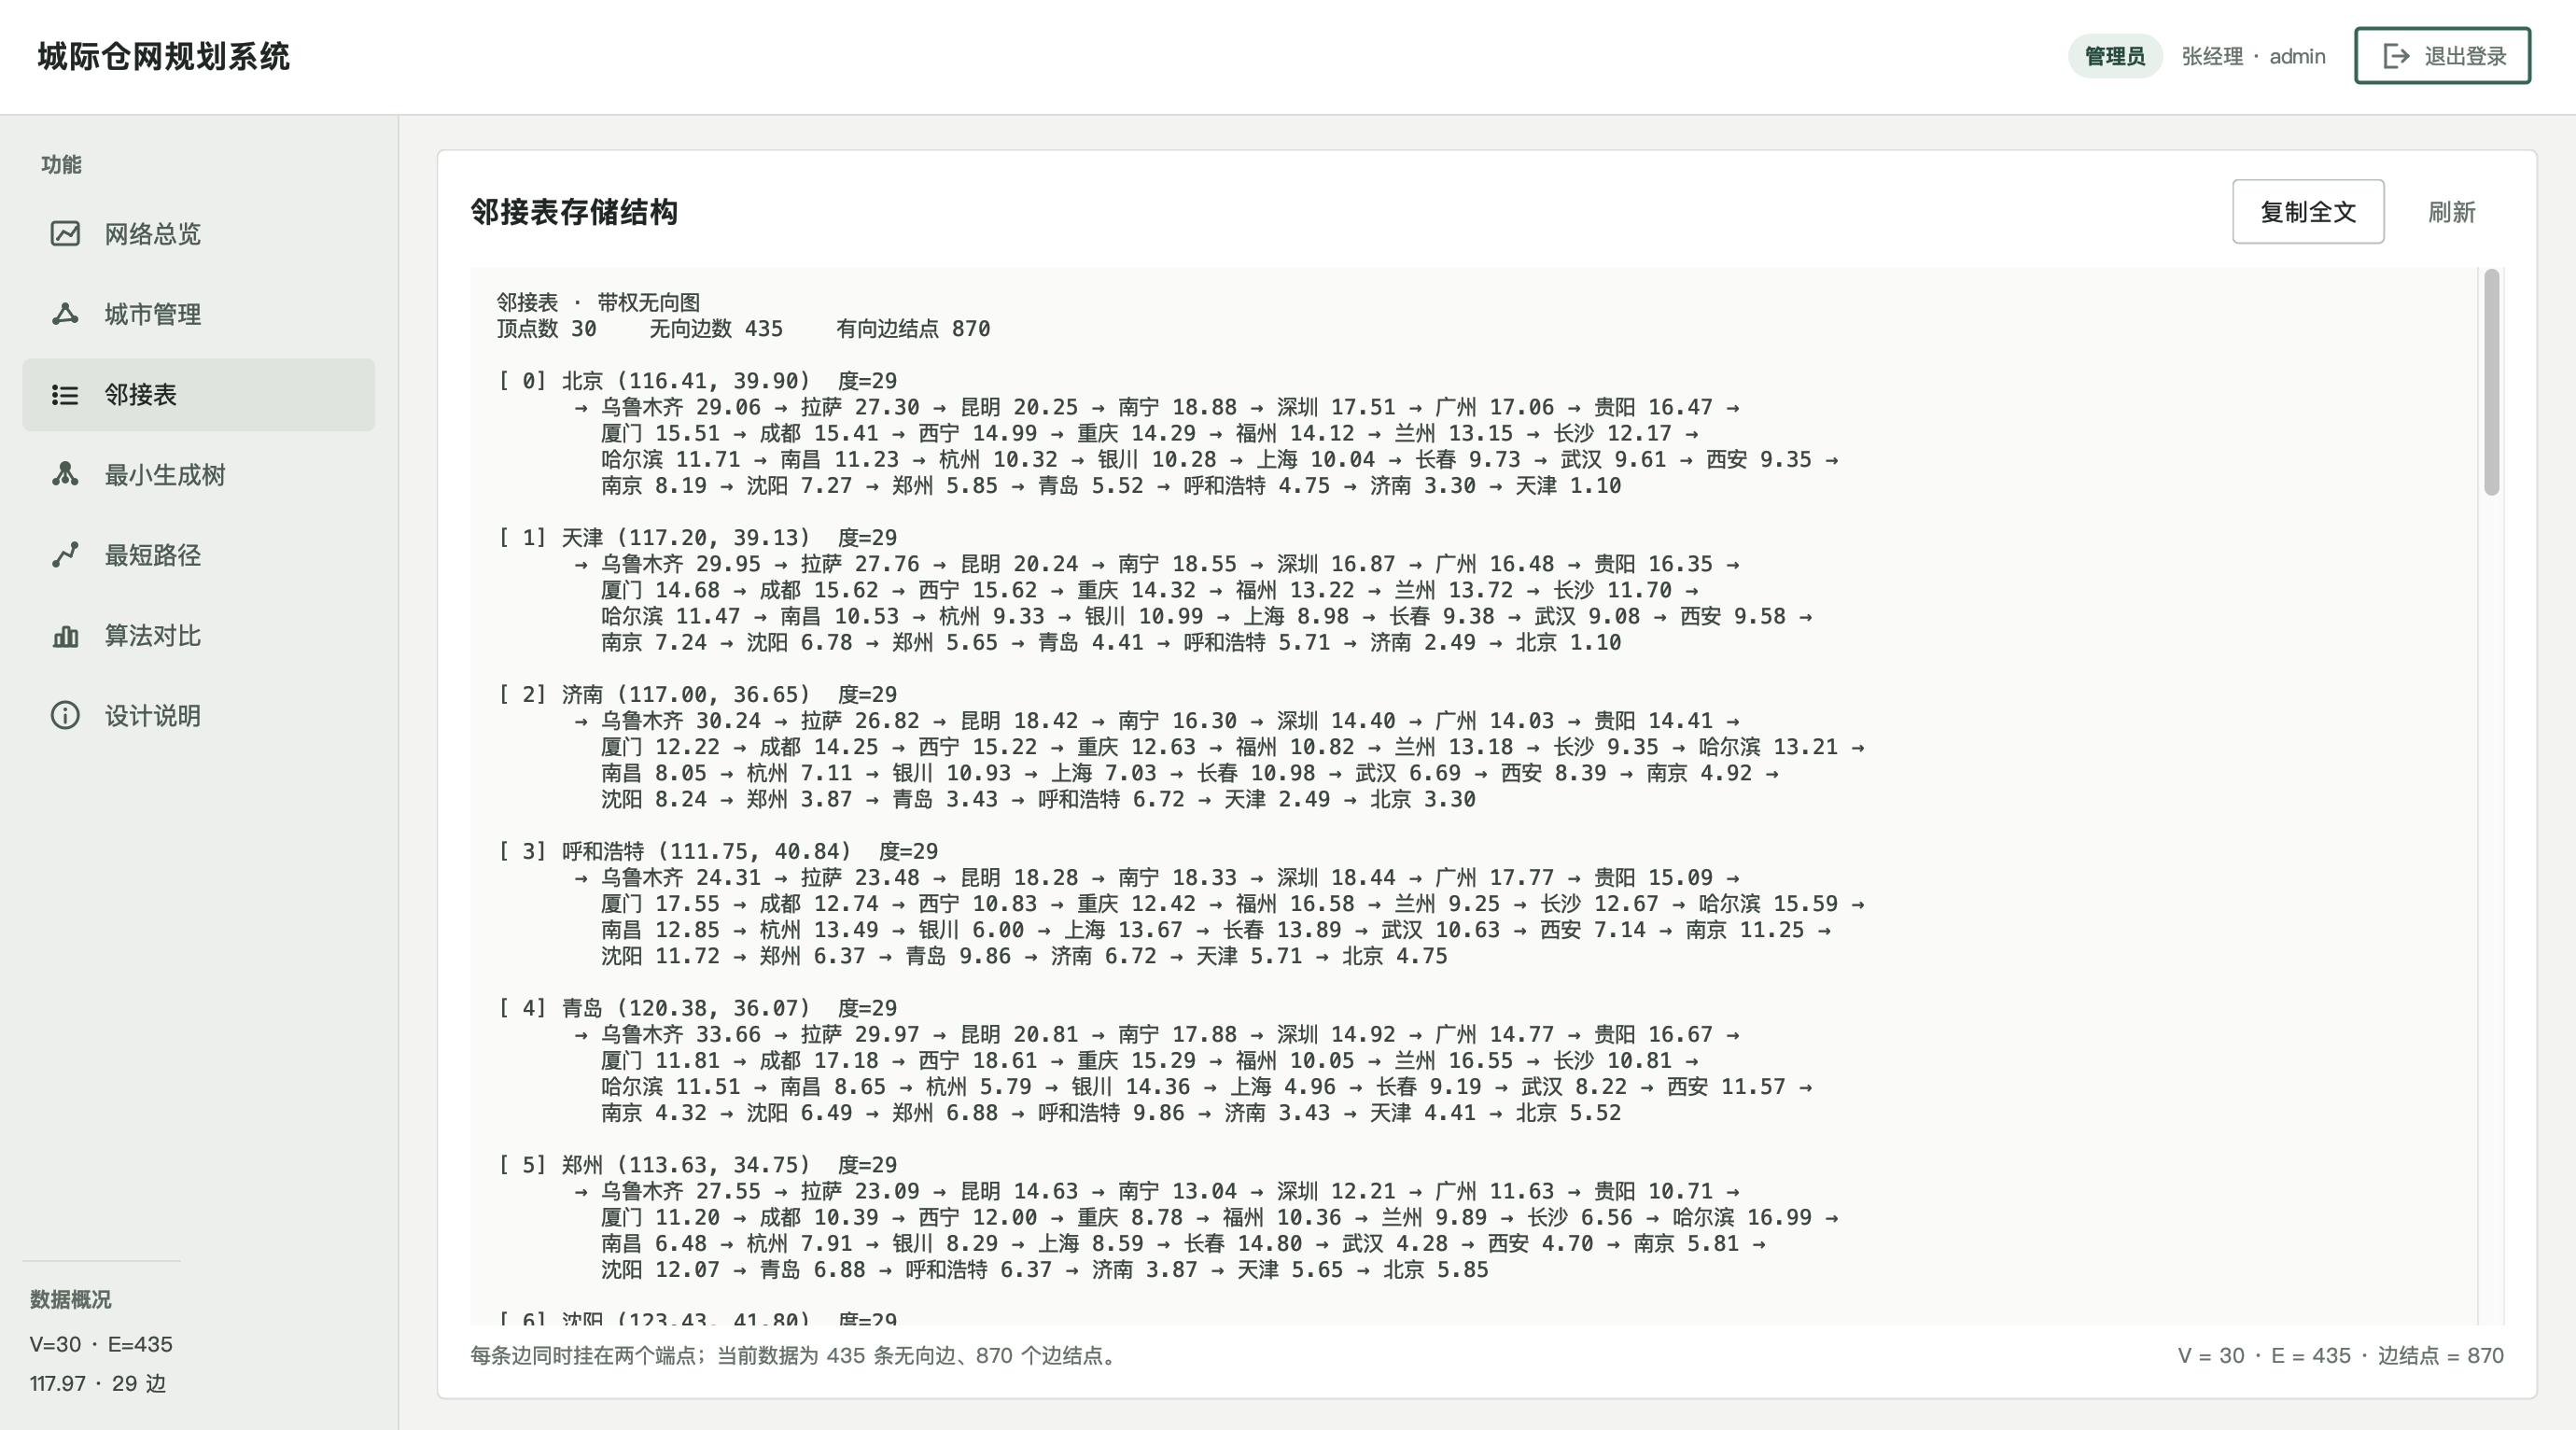 城际仓网规划系统
管理员 张经理 · admin 退出登录
功能
网络总览
城市管理
邻接表
最小生成树
最短路径
算法对比
设计说明
数据概况
V=30 · E=435
117.97 · 29 边
邻接表存储结构
复制全文 刷新
邻接表 · 带权无向图
顶点数 30 无向边数 435 有向边结点 870
[ 0] 北京 (116.41, 39.90) 度=29
→ 乌鲁木齐 29.06 → 拉萨 27.30 → 昆明 20.25 → 南宁 18.88 → 深圳 17.51 → 广州 17.06 → 贵阳 16.47 →
厦门 15.51 → 成都 15.41 → 西宁 14.99 → 重庆 14.29 → 福州 14.12 → 兰州 13.15 → 长沙 12.17 →
哈尔滨 11.71 → 南昌 11.23 → 杭州 10.32 → 银川 10.28 → 上海 10.04 → 长春 9.73 → 武汉 9.61 → 西安 9.35 →
南京 8.19 → 沈阳 7.27 → 郑州 5.85 → 青岛 5.52 → 呼和浩特 4.75 → 济南 3.30 → 天津 1.10
[ 1] 天津 (117.20, 39.13) 度=29
→ 乌鲁木齐 29.95 → 拉萨 27.76 → 昆明 20.24 → 南宁 18.55 → 深圳 16.87 → 广州 16.48 → 贵阳 16.35 →
厦门 14.68 → 成都 15.62 → 西宁 15.62 → 重庆 14.32 → 福州 13.22 → 兰州 13.72 → 长沙 11.70 →
哈尔滨 11.47 → 南昌 10.53 → 杭州 9.33 → 银川 10.99 → 上海 8.98 → 长春 9.38 → 武汉 9.08 → 西安 9.58 →
南京 7.24 → 沈阳 6.78 → 郑州 5.65 → 青岛 4.41 → 呼和浩特 5.71 → 济南 2.49 → 北京 1.10
[ 2] 济南 (117.00, 36.65) 度=29
→ 乌鲁木齐 30.24 → 拉萨 26.82 → 昆明 18.42 → 南宁 16.30 → 深圳 14.40 → 广州 14.03 → 贵阳 14.41 →
厦门 12.22 → 成都 14.25 → 西宁 15.22 → 重庆 12.63 → 福州 10.82 → 兰州 13.18 → 长沙 9.35 → 哈尔滨 13.21 →
南昌 8.05 → 杭州 7.11 → 银川 10.93 → 上海 7.03 → 长春 10.98 → 武汉 6.69 → 西安 8.39 → 南京 4.92 →
沈阳 8.24 → 郑州 3.87 → 青岛 3.43 → 呼和浩特 6.72 → 天津 2.49 → 北京 3.30
[ 3] 呼和浩特 (111.75, 40.84) 度=29
→ 乌鲁木齐 24.31 → 拉萨 23.48 → 昆明 18.28 → 南宁 18.33 → 深圳 18.44 → 广州 17.77 → 贵阳 15.09 →
厦门 17.55 → 成都 12.74 → 西宁 10.83 → 重庆 12.42 → 福州 16.58 → 兰州 9.25 → 长沙 12.67 → 哈尔滨 15.59 →
南昌 12.85 → 杭州 13.49 → 银川 6.00 → 上海 13.67 → 长春 13.89 → 武汉 10.63 → 西安 7.14 → 南京 11.25 →
沈阳 11.72 → 郑州 6.37 → 青岛 9.86 → 济南 6.72 → 天津 5.71 → 北京 4.75
[ 4] 青岛 (120.38, 36.07) 度=29
→ 乌鲁木齐 33.66 → 拉萨 29.97 → 昆明 20.81 → 南宁 17.88 → 深圳 14.92 → 广州 14.77 → 贵阳 16.67 →
厦门 11.81 → 成都 17.18 → 西宁 18.61 → 重庆 15.29 → 福州 10.05 → 兰州 16.55 → 长沙 10.81 →
哈尔滨 11.51 → 南昌 8.65 → 杭州 5.79 → 银川 14.36 → 上海 4.96 → 长春 9.19 → 武汉 8.22 → 西安 11.57 →
南京 4.32 → 沈阳 6.49 → 郑州 6.88 → 呼和浩特 9.86 → 济南 3.43 → 天津 4.41 → 北京 5.52
[ 5] 郑州 (113.63, 34.75) 度=29
→ 乌鲁木齐 27.55 → 拉萨 23.09 → 昆明 14.63 → 南宁 13.04 → 深圳 12.21 → 广州 11.63 → 贵阳 10.71 →
厦门 11.20 → 成都 10.39 → 西宁 12.00 → 重庆 8.78 → 福州 10.36 → 兰州 9.89 → 长沙 6.56 → 哈尔滨 16.99 →
南昌 6.48 → 杭州 7.91 → 银川 8.29 → 上海 8.59 → 长春 14.80 → 武汉 4.28 → 西安 4.70 → 南京 5.81 →
沈阳 12.07 → 青岛 6.88 → 呼和浩特 6.37 → 济南 3.87 → 天津 5.65 → 北京 5.85
[ 6] 沈阳 (123.43, 41.80) 度=29
每条边同时挂在两个端点；当前数据为 435 条无向边、870 个边结点。
V = 30 · E = 435 · 边结点 = 870